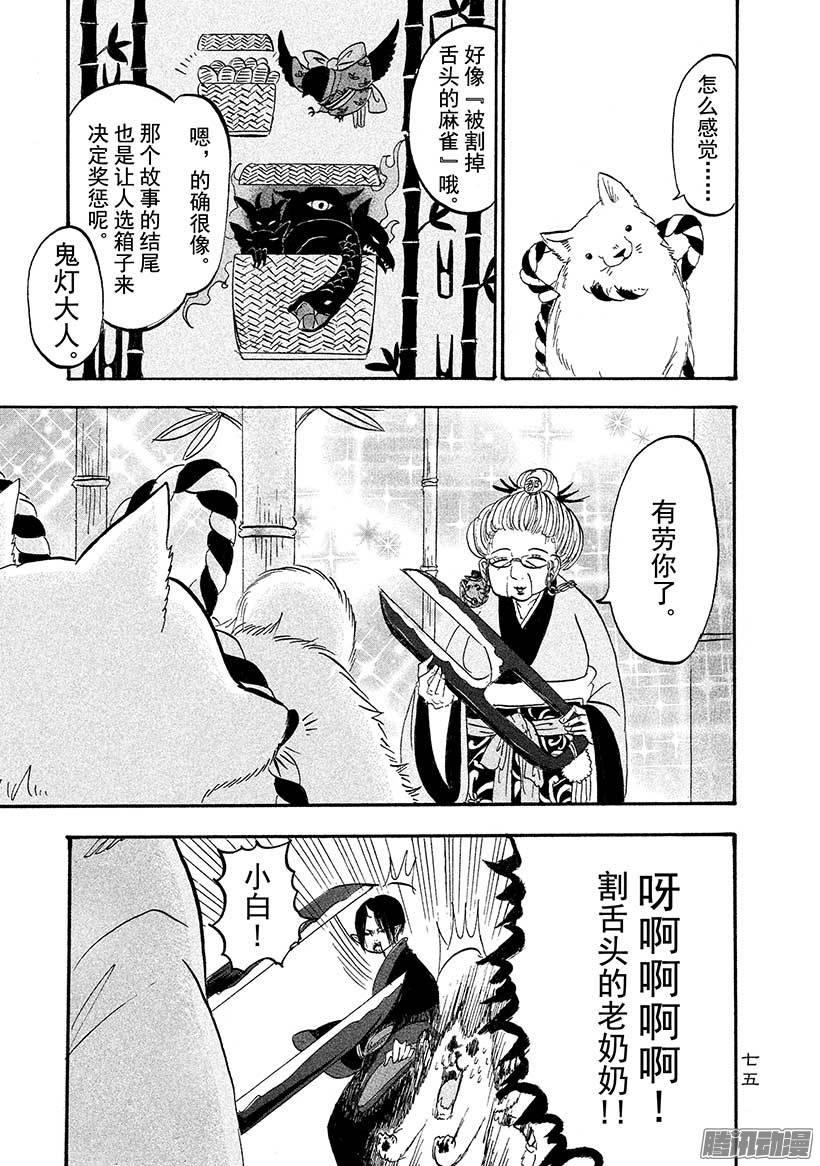 怎么感觉……
好像『被割掉
舌头的麻雀』哦。
嗯，的确很像。
那个故事的结尾
也是让人选箱子来
决定奖惩呢。
鬼灯大人。
有劳你了。
呀啊啊啊啊！
割舌头的老奶奶!!
小白！
七五
腾讯动漫